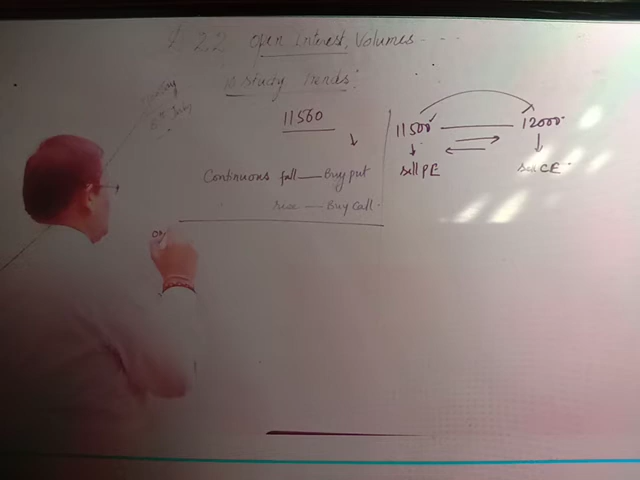 2.2 Open Interest, Volumes ...
to study Trends:
11560
Continuous fall — Buy put
rise — Buy Call.
11500 — 12000
sell PE
sell CE